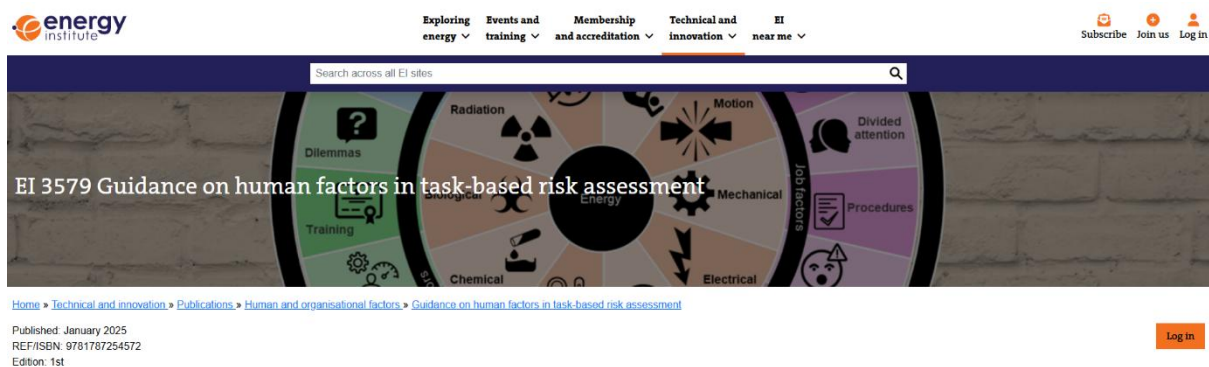 energy
institute
Exploring energy
Events and training
Membership and accreditation
Technical and innovation
EI near me
Subscribe
Join us
Log in
Search across all EI sites
Radiation
Motion
Divided attention
Dilemmas
EI 3579 Guidance on human factors in task-based risk assessment
Biological
Energy
Mechanical
Job factors
Procedures
Training
Chemical
Electrical
Home » Technical and innovation » Publications » Human and organisational factors » Guidance on human factors in task-based risk assessment
Published: January 2025
REF/ISBN: 9781787254572
Edition: 1st
Log in